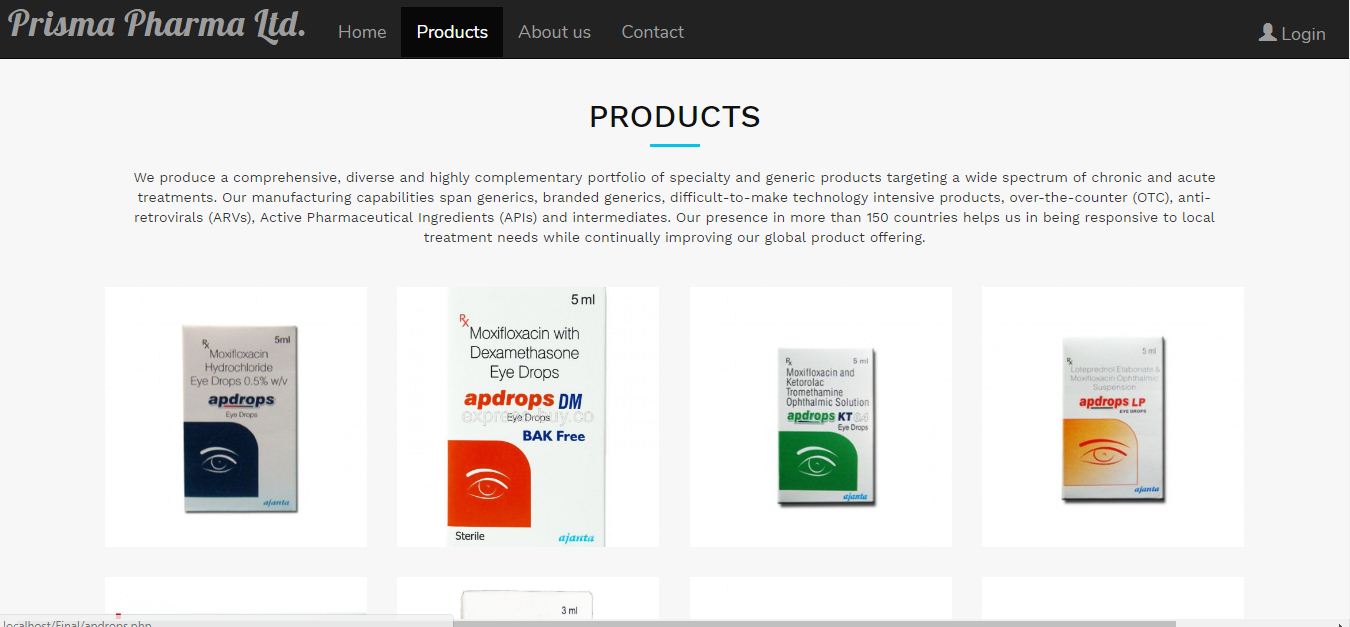 Prisma Pharma Ltd.
Home
Products
About us
Contact
Login
PRODUCTS
We produce a comprehensive, diverse and highly complementary portfolio of specialty and generic products targeting a wide spectrum of chronic and acute
treatments. Our manufacturing capabilities span generics, branded generics, difficult-to-make technology intensive products, over-the-counter (OTC), anti-
retrovirals (ARVs), Active Pharmaceutical Ingredients (APIs) and intermediates. Our presence in more than 150 countries helps us in being responsive to local
treatment needs while continually improving our global product offering.
Rx
5ml
Moxifloxacin
Hydrochloride
Eye Drops 0.5% w/v
apdrops
Eye Drops
ajanta
5 ml
Rx
Moxifloxacin with
Dexamethasone
Eye Drops
apdrops DM
Eye Drops
BAK Free
Sterile
ajanta
Rx
5 ml
Moxifloxacin and
Ketorolac
Tromethamine
Ophthalmic Solution
apdrops KT
Eye Drops
ajanta
5 ml
Rx
Loteprednol Etabonate &
Moxifloxacin Ophthalmic
Suspension
apdrops LP
EYE DROPS
ajanta
3 ml
localhost/Final/apdrops.php